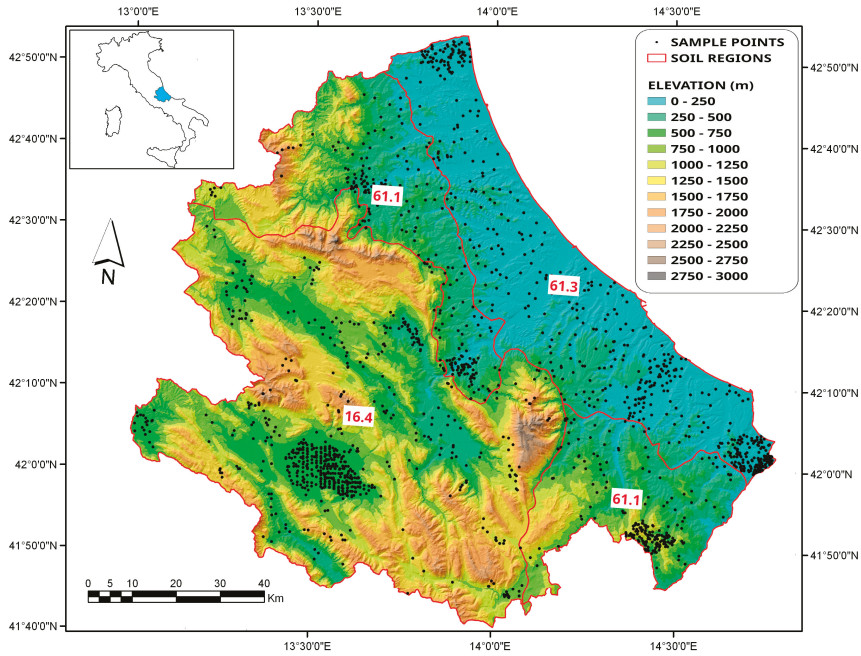 13°0'0"E 13°30'0"E 14°0'0"E 14°30'0"E
SAMPLE POINTS
SOIL REGIONS
ELEVATION (m)
0 - 250
250 - 500
500 - 750
750 - 1000
1000 - 1250
1250 - 1500
1500 - 1750
1750 - 2000
2000 - 2250
2250 - 2500
2500 - 2750
2750 - 3000
42°50'0"N
42°40'0"N
42°30'0"N
42°20'0"N
42°10'0"N
42°0'0"N
41°50'0"N
41°40'0"N
42°50'0"N
42°40'0"N
42°30'0"N
42°20'0"N
42°10'0"N
42°0'0"N
41°50'0"N
N
61.1
61.3
16.4
61.1
0 5 10 20 30 40
Km
13°30'0"E 14°0'0"E 14°30'0"E